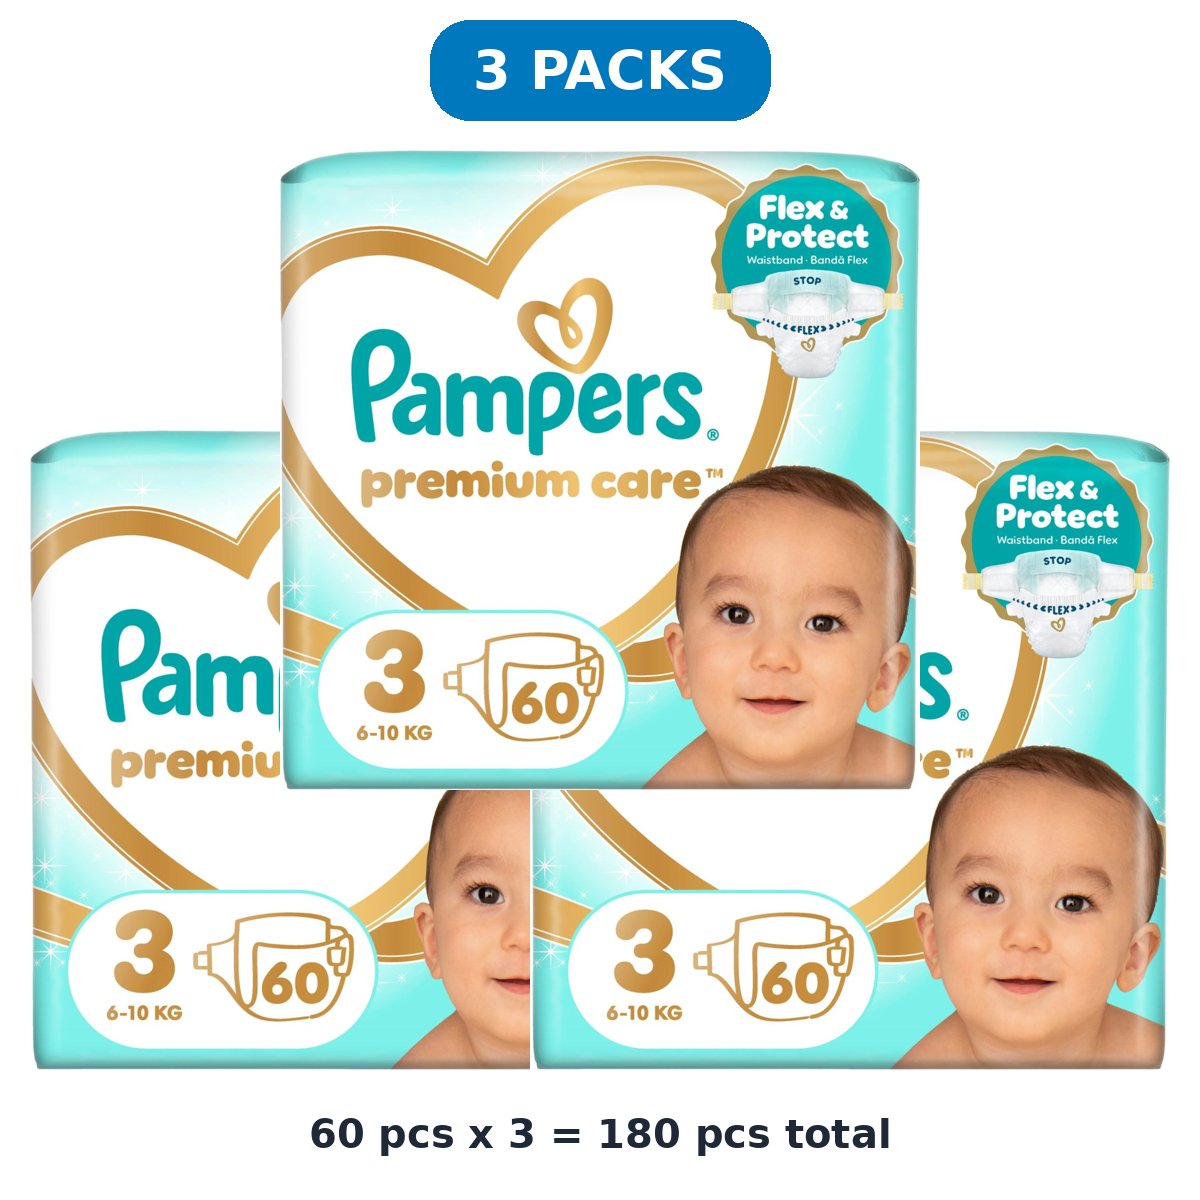 3 PACKS
Flex &
Protect
Waistband · Bandă Flex
STOP
FLEX
Pampers®
premium care™
3
60
6-10 KG
Flex &
Protect
Waistband · Bandă Flex
STOP
FLEX
Pam
s®
premiu
e™
3
60
6-10 KG
3
60
6-10 KG
60 pcs x 3 = 180 pcs total